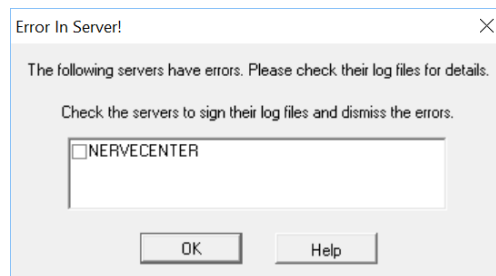 Error In Server!
The following servers have errors. Please check their log files for details.
Check the servers to sign their log files and dismiss the errors.
NERVECENTER
OK
Help